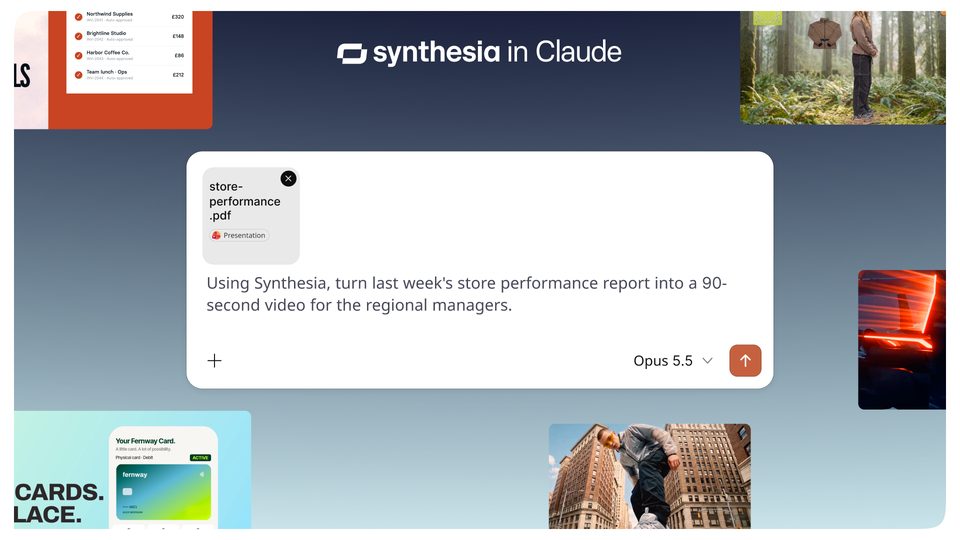 Northwind Supplies
£320
Brightline Studio
£148
Harbor Coffee Co.
£86
Team lunch · Ops
£212
LS
synthesia in Claude
store-
performance
.pdf
Presentation
Using Synthesia, turn last week's store performance report into a 90-
second video for the regional managers.
Opus 5.5
CARDS.
LACE.
Your Fernway Card.
A little card. A lot of possibility.
Physical card · Debit
ACTIVE
fernway